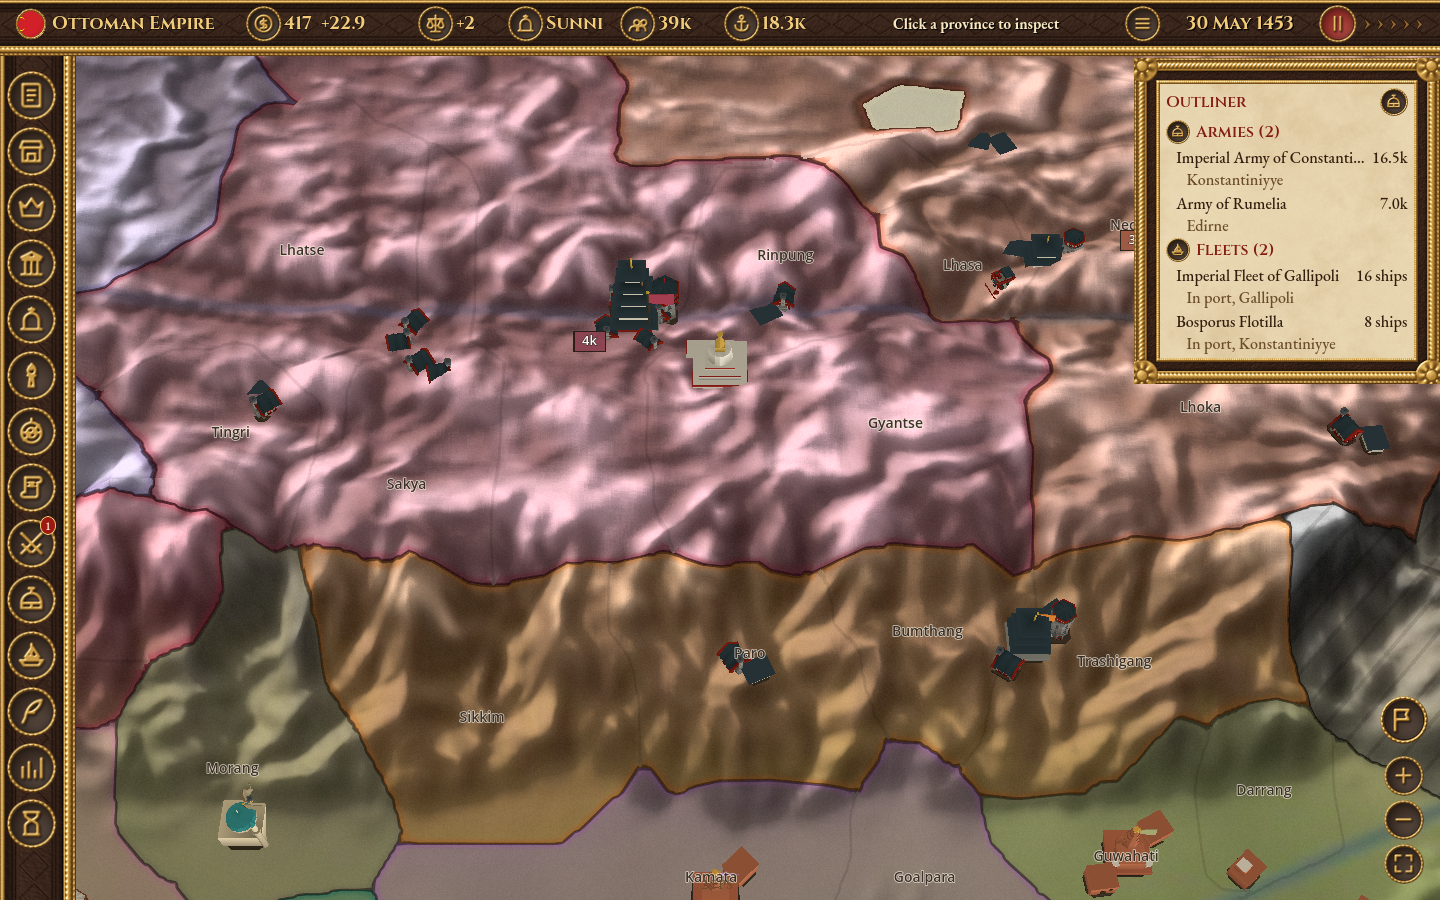 OTTOMAN EMPIRE
417 +22.9
+2
SUNNI
39K
18.3K
Click a province to inspect
30 MAY 1453
OUTLINER
ARMIES (2)
Imperial Army of Constanti... 16.5k
Konstantiniyye
Army of Rumelia 7.0k
Edirne
FLEETS (2)
Imperial Fleet of Gallipoli 16 ships
In port, Gallipoli
Bosporus Flotilla 8 ships
In port, Konstantiniyye
1
Lhatse
Rinpung
Lhasa
4k
Tingri
Gyantse
Lhoka
Sakya
Bumthang
Paro
Trashigang
Sikkim
Morang
Darrang
Guwahati
Kamata
Goalpara